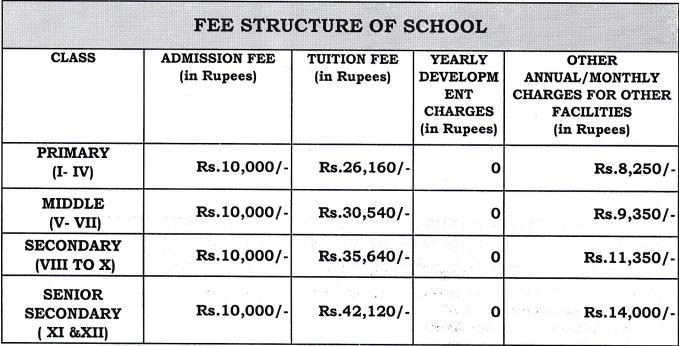 FEE STRUCTURE OF SCHOOL
CLASS
ADMISSION FEE
(in Rupees)
TUITION FEE
(in Rupees)
YEARLY
DEVELOPM
ENT
CHARGES
(in Rupees)
OTHER
ANNUAL/MONTHLY
CHARGES FOR OTHER
FACILITIES
(in Rupees)
PRIMARY
(I- IV)
Rs.10,000/-
Rs.26,160/-
0
Rs.8,250/-
MIDDLE
(V- VII)
Rs.10,000/-
Rs.30,540/-
0
Rs.9,350/-
SECONDARY
(VIII TO X)
Rs.10,000/-
Rs.35,640/-
0
Rs.11,350/-
SENIOR
SECONDARY
( XI &XII)
Rs.10,000/-
Rs.42,120/-
0
Rs.14,000/-